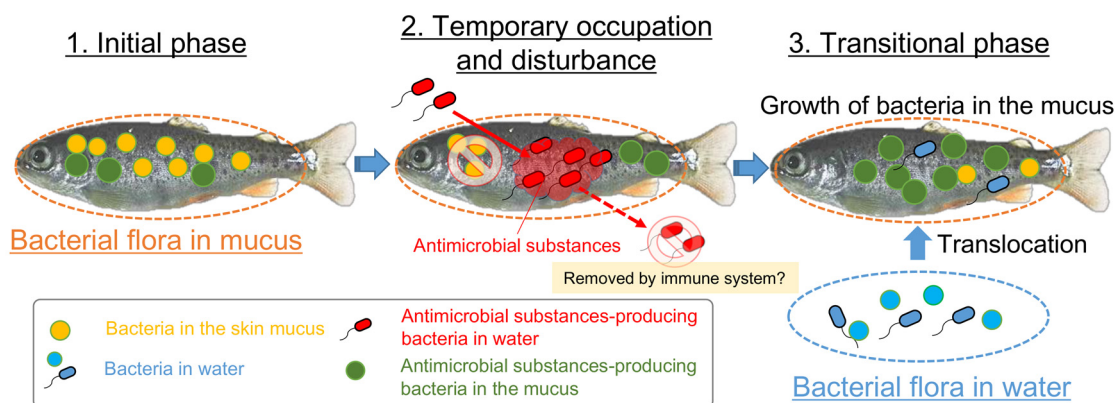 1. Initial phase
2. Temporary occupation
and disturbance
3. Transitional phase
Growth of bacteria in the mucus
Bacterial flora in mucus
Antimicrobial substances
Removed by immune system?
Translocation
Bacterial flora in water
Bacteria in the skin mucus
Bacteria in water
Antimicrobial substances-producing
bacteria in water
Antimicrobial substances-producing
bacteria in the mucus